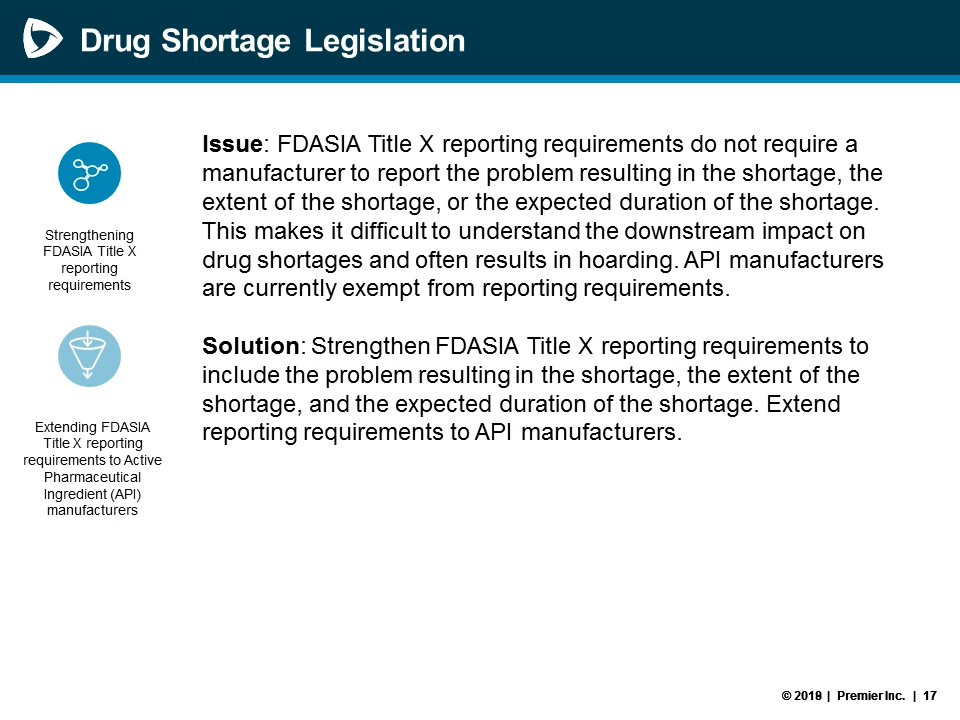 Drug Shortage Legislation
Strengthening
FDASIA Title X
reporting
requirements
Extending FDASIA
Title X reporting
requirements to Active
Pharmaceutical
Ingredient (API)
manufacturers
Issue: FDASIA Title X reporting requirements do not require a
manufacturer to report the problem resulting in the shortage, the
extent of the shortage, or the expected duration of the shortage.
This makes it difficult to understand the downstream impact on
drug shortages and often results in hoarding. API manufacturers
are currently exempt from reporting requirements.
Solution: Strengthen FDASIA Title X reporting requirements to
include the problem resulting in the shortage, the extent of the
shortage, and the expected duration of the shortage. Extend
reporting requirements to API manufacturers.
© | Premier Inc. | 17